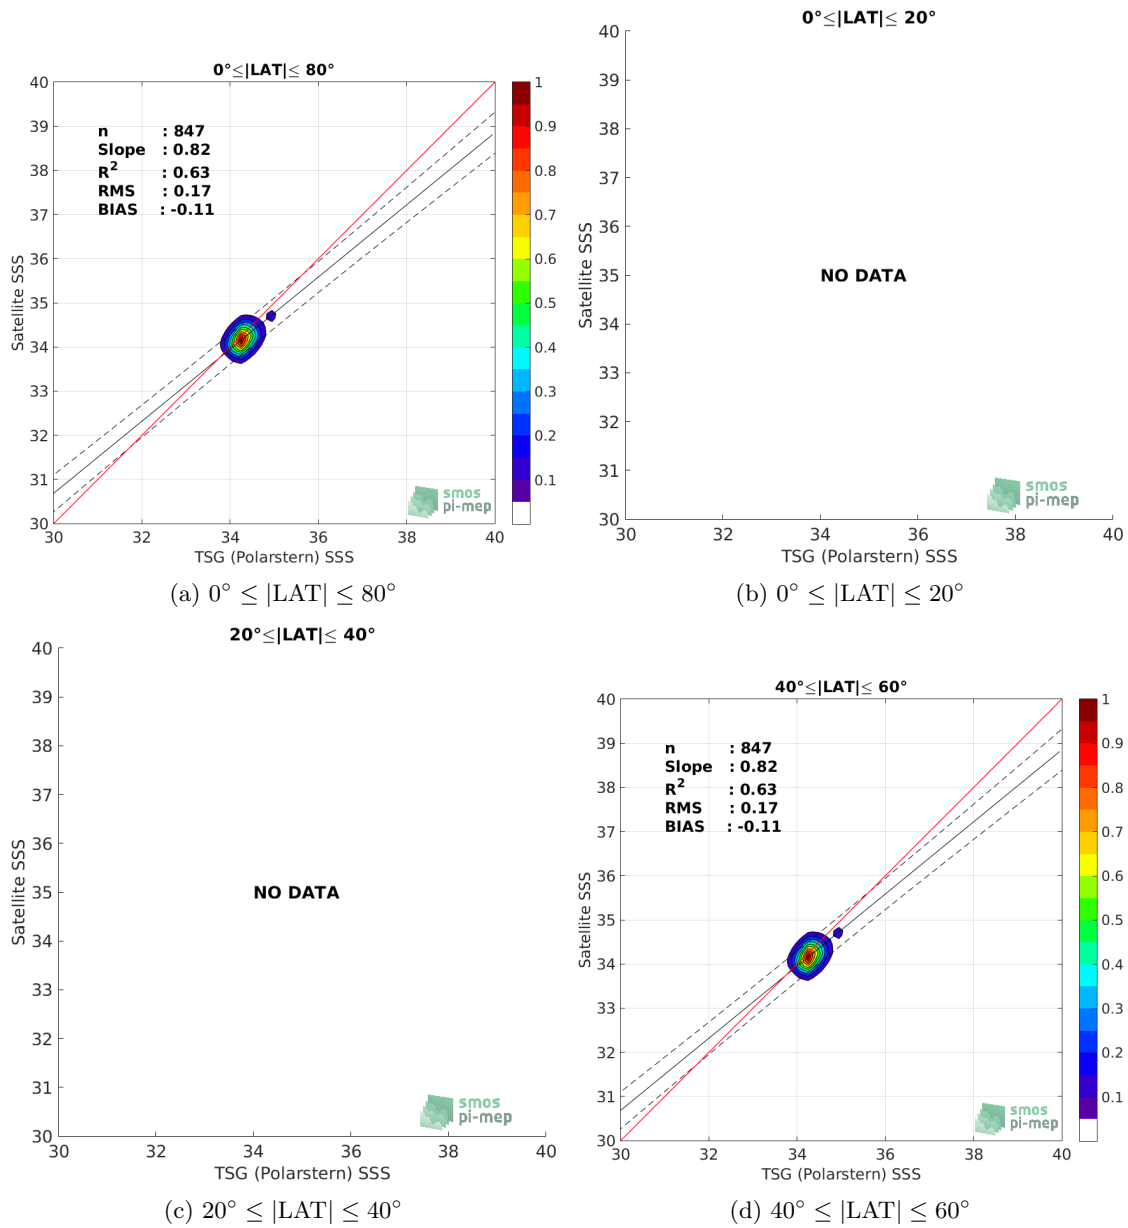 0°≤|LAT|≤ 80°
40
39
38
37
36
35
34
33
32
31
30
n : 847
Slope : 0.82
R² : 0.63
RMS : 0.17
BIAS : -0.11
Satellite SSS
30 32 34 36 38 40
TSG (Polarstern) SSS
smos
pi-mep
1
0.9
0.8
0.7
0.6
0.5
0.4
0.3
0.2
0.1
(a) 0° ≤ |LAT| ≤ 80°
0°≤|LAT|≤ 20°
40
39
38
37
36
35
34
33
32
31
30
Satellite SSS
NO DATA
smos
pi-mep
30 32 34 36 38 40
TSG (Polarstern) SSS
(b) 0° ≤ |LAT| ≤ 20°
20°≤|LAT|≤ 40°
40
39
38
37
36
35
34
33
32
31
30
Satellite SSS
NO DATA
smos
pi-mep
30 32 34 36 38 40
TSG (Polarstern) SSS
(c) 20° ≤ |LAT| ≤ 40°
40°≤|LAT|≤ 60°
40
39
38
37
36
35
34
33
32
31
30
n : 847
Slope : 0.82
R² : 0.63
RMS : 0.17
BIAS : -0.11
Satellite SSS
30 32 34 36 38 40
TSG (Polarstern) SSS
smos
pi-mep
1
0.9
0.8
0.7
0.6
0.5
0.4
0.3
0.2
0.1
(d) 40° ≤ |LAT| ≤ 60°